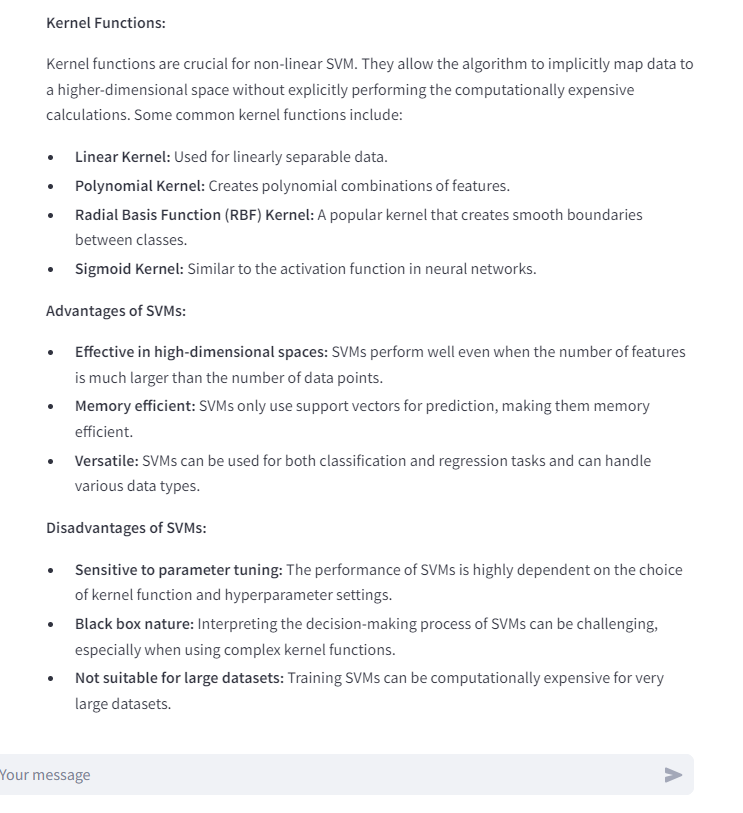 Kernel Functions:
Kernel functions are crucial for non-linear SVM. They allow the algorithm to implicitly map data to
a higher-dimensional space without explicitly performing the computationally expensive
calculations. Some common kernel functions include:
• Linear Kernel: Used for linearly separable data.
• Polynomial Kernel: Creates polynomial combinations of features.
• Radial Basis Function (RBF) Kernel: A popular kernel that creates smooth boundaries
between classes.
• Sigmoid Kernel: Similar to the activation function in neural networks.
Advantages of SVMs:
• Effective in high-dimensional spaces: SVMs perform well even when the number of features
is much larger than the number of data points.
• Memory efficient: SVMs only use support vectors for prediction, making them memory
efficient.
• Versatile: SVMs can be used for both classification and regression tasks and can handle
various data types.
Disadvantages of SVMs:
• Sensitive to parameter tuning: The performance of SVMs is highly dependent on the choice
of kernel function and hyperparameter settings.
• Black box nature: Interpreting the decision-making process of SVMs can be challenging,
especially when using complex kernel functions.
• Not suitable for large datasets: Training SVMs can be computationally expensive for very
large datasets.
Your message